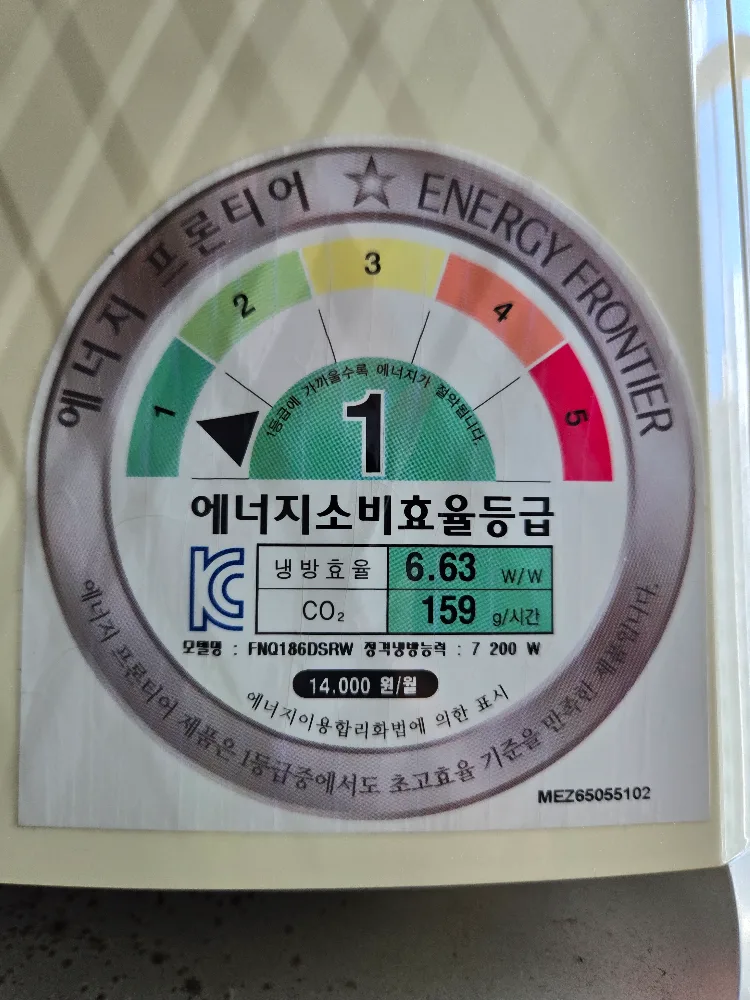 에너지 프론티어 ☆ ENERGY FRONTIER
1 2 3 4 5
1등급에 가까울수록 에너지가 절약됩니다.
1
에너지소비효율등급
냉방효율 6.63 W/W
CO₂ 159 g/시간
모델명 : FNQ186DSRW 정격냉방능력 : 7 200 W
14.000 원/월
에너지이용합리화법에 의한 표시
에너지 프론티어 제품은 1등급중에서도 초고효율 기준을 만족한 제품입니다.
MEZ65055102